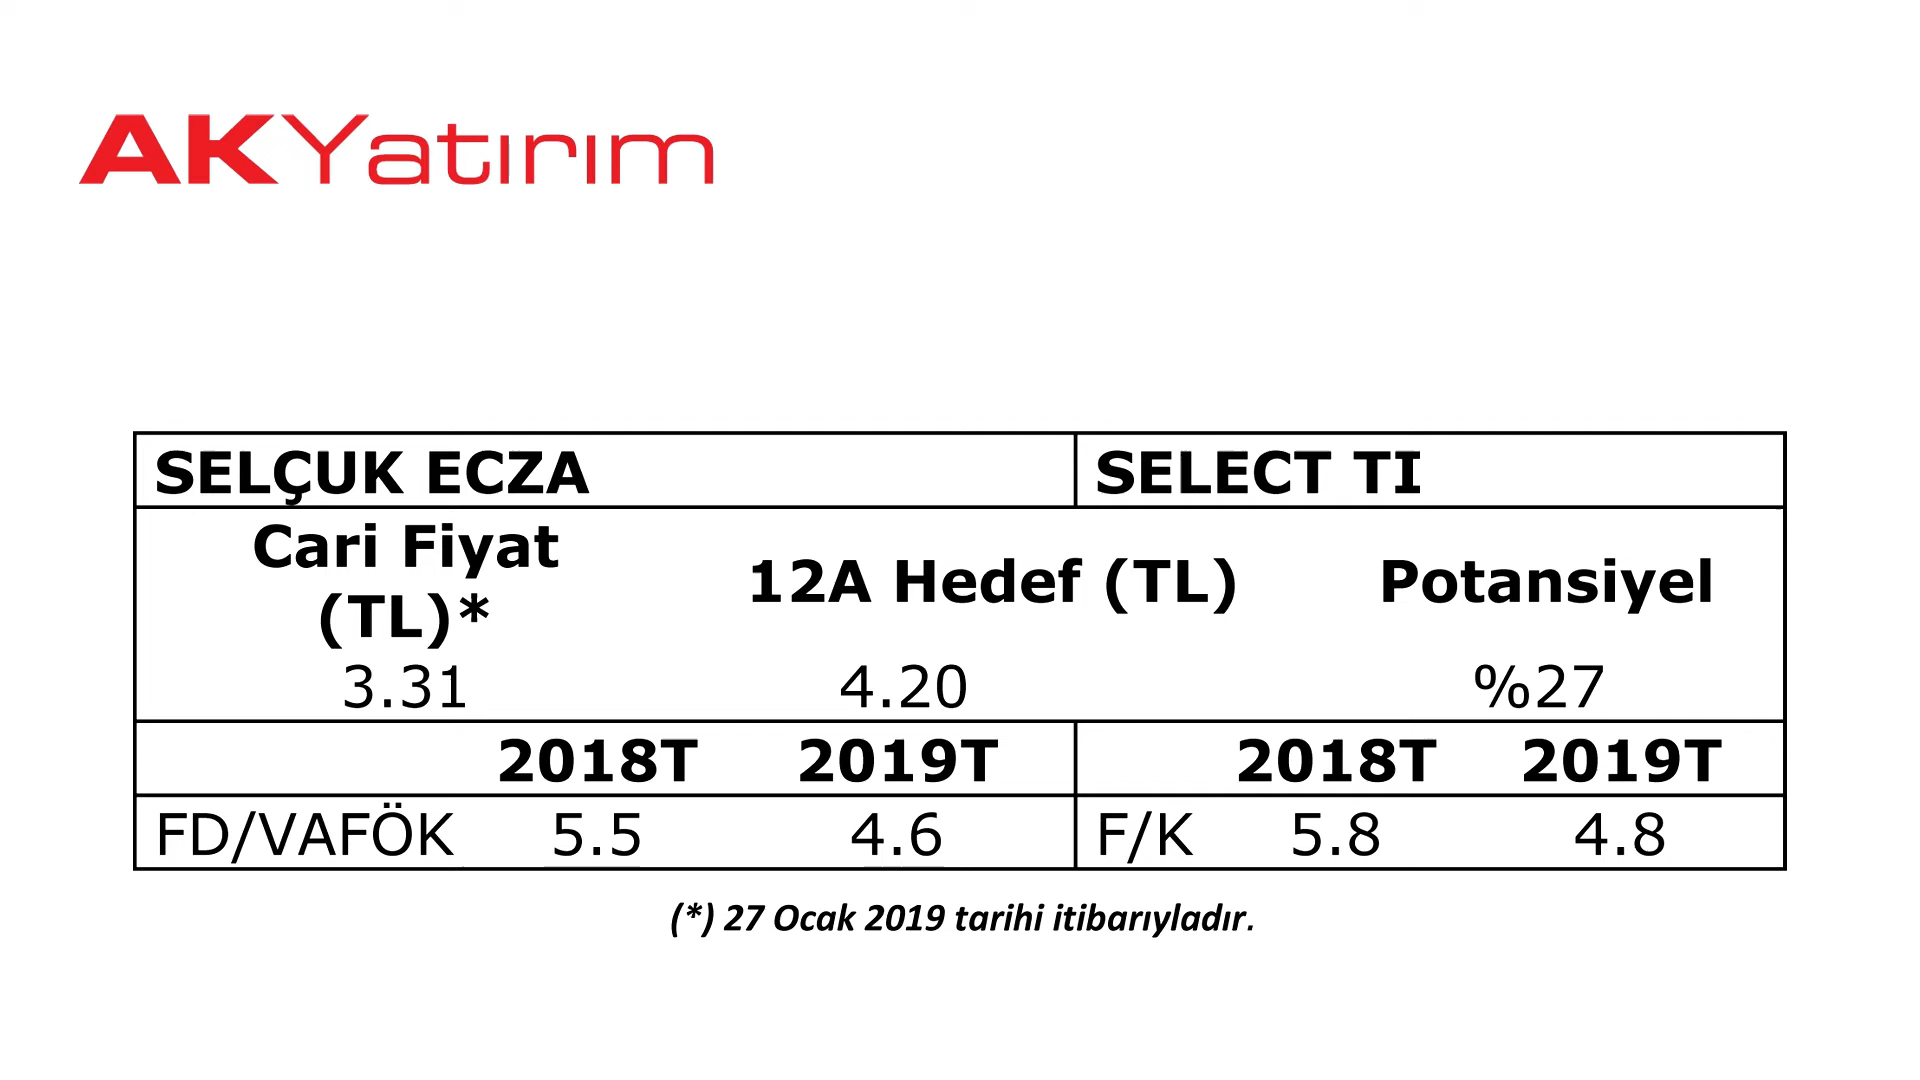 AKYatırım
SELÇUK ECZA SELECT TI
Cari Fiyat
(TL)* 12A Hedef (TL) Potansiyel
3.31 4.20 %27
2018T 2019T 2018T 2019T
FD/VAFÖK 5.5 4.6 F/K 5.8 4.8
(*) 27 Ocak 2019 tarihi itibarıyladır.